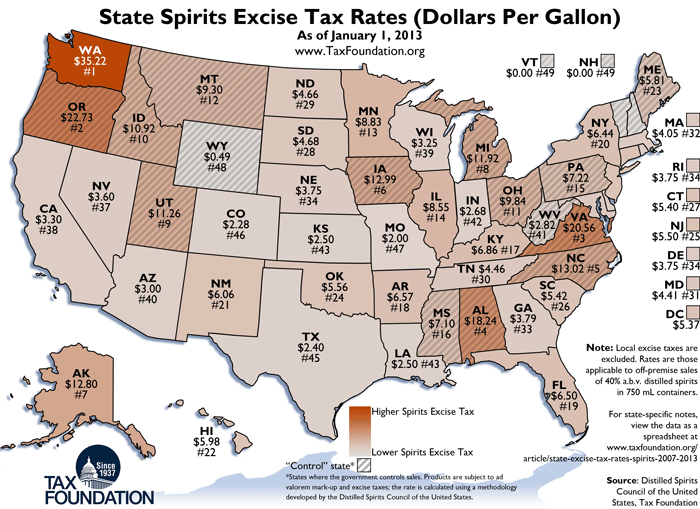 State Spirits Excise Tax Rates (Dollars Per Gallon)
As of January 1, 2013
www.TaxFoundation.org
WA
$35.22
#1
OR
$22.73
#2
CA
$3.30
#38
NV
$3.60
#37
ID
$10.92
#10
MT
$9.30
#12
WY
$0.49
#48
UT
$11.26
#9
CO
$2.28
#46
AZ
$3.00
#40
NM
$6.06
#21
ND
$4.66
#29
SD
$4.68
#28
NE
$3.75
#34
KS
$2.50
#43
OK
$5.56
#24
TX
$2.40
#45
MN
$8.83
#13
IA
$12.99
#6
MO
$2.00
#47
AR
$6.57
#18
LA
$2.50 #43
WI
$3.25
#39
IL
$8.55
#14
MI
$11.92
#8
IN
$2.68
#42
OH
$9.84
#11
KY
$6.86 #17
TN $4.46
#30
MS
$7.10
#16
AL
$18.24
#4
GA
$3.79
#33
FL
$6.50
#19
SC
$5.42
#26
NC
$13.02 #5
VA
$20.56
#3
WV
$2.82
#41
PA
$7.22
#15
NY
$6.44
#20
VT
$0.00 #49
NH
$0.00 #49
ME
$5.81
#23
MA
$4.05 #32
RI
$3.75 #34
CT
$5.40 #27
NJ
$5.50 #25
DE
$3.75 #34
MD
$4.41 #31
DC
$5.37
AK
$12.80
#7
HI
$5.98
#22
Higher Spirits Excise Tax
Lower Spirits Excise Tax
"Control" state*
*States where the government controls sales. Products are subject to ad
valorem mark-up and excise taxes; the rate is calculated using a methodology
developed by the Distilled Spirits Council of the United States.
Note: Local excise taxes are
excluded. Rates are those
applicable to off-premise sales
of 40% a.b.v. distilled spirits
in 750 mL containers.
For state-specific notes,
view the data as a
spreadsheet at
www.taxfoundation.org/
article/state-excise-tax-rates-spirits-2007-2013
Source: Distilled Spirits
Council of the United
States, Tax Foundation
Since
1937
TAX
FOUNDATION